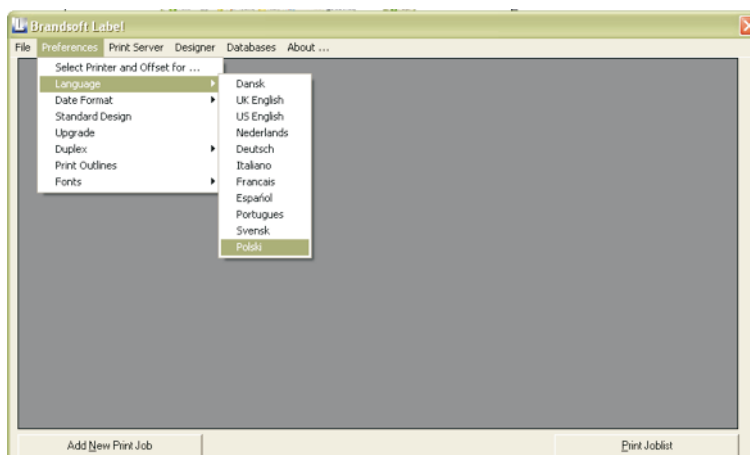 Brandsoft Label
File Preferences Print Server Designer Databases About ...
Select Printer and Offset for ...
Language
Date Format
Standard Design
Upgrade
Duplex
Print Outlines
Fonts
Dansk
UK English
US English
Nederlands
Deutsch
Italiano
Francais
Español
Portugues
Svensk
Polski
Add New Print Job
Print Joblist